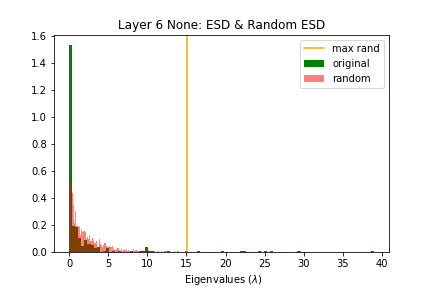 Layer 6 None: ESD & Random ESD
1.6
1.4
1.2
1.0
0.8
0.6
0.4
0.2
0.0
max rand
original
random
0 5 10 15 20 25 30 35 40
Eigenvalues (λ)